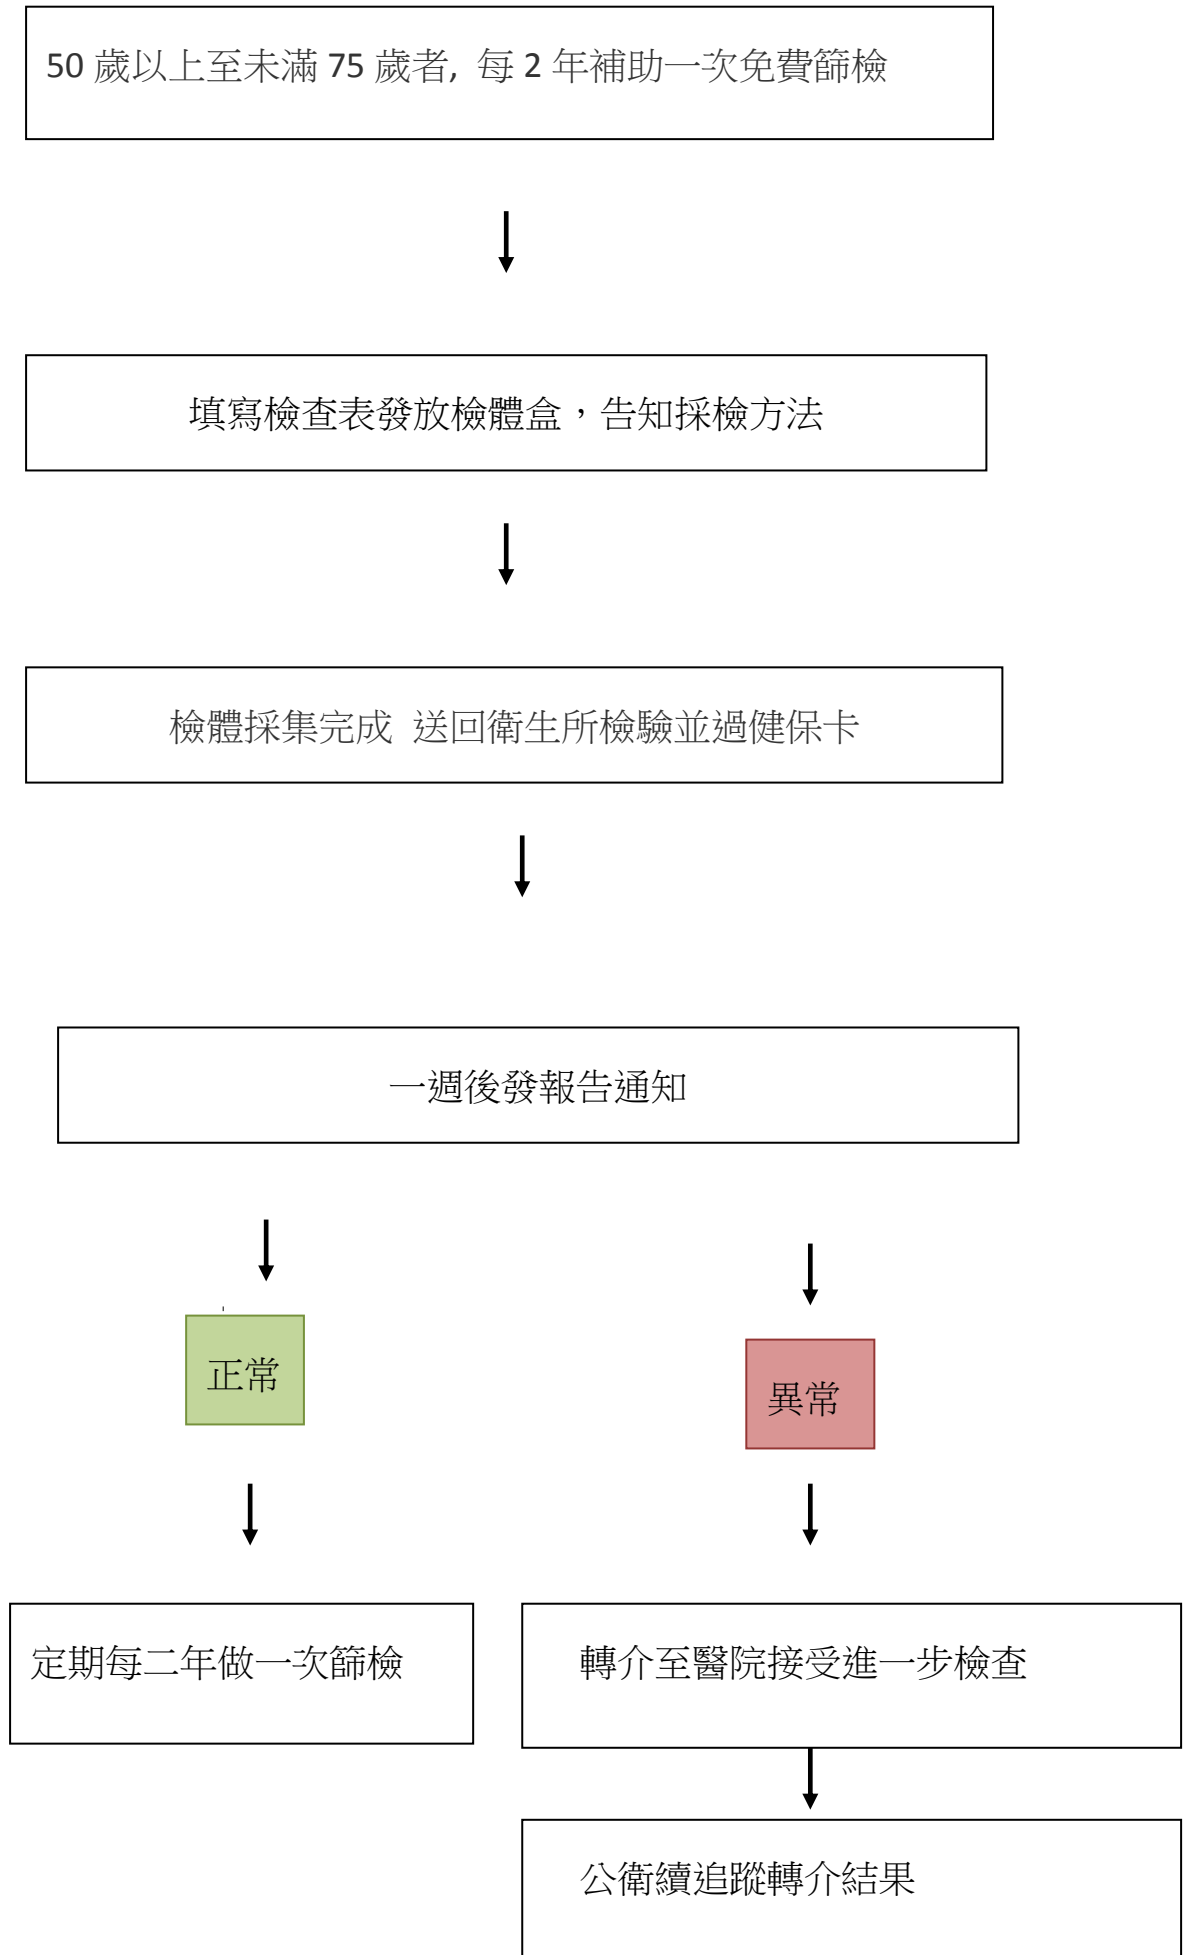 50 歲以上至未滿 75 歲者, 每 2 年補助一次免費篩檢
填寫檢查表發放檢體盒，告知採檢方法
檢體採集完成 送回衛生所檢驗並過健保卡
一週後發報告通知
正常
異常
定期每二年做一次篩檢
轉介至醫院接受進一步檢查
公衛續追蹤轉介結果